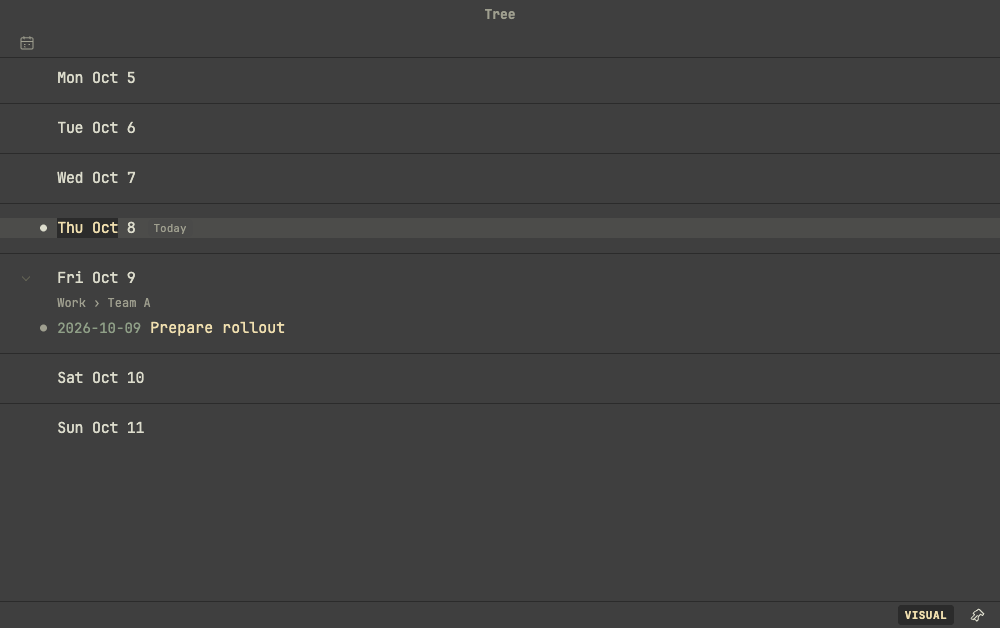 Tree
Mon Oct 5
Tue Oct 6
Wed Oct 7
Thu Oct 8 Today
Fri Oct 9
Work › Team A
2026-10-09 Prepare rollout
Sat Oct 10
Sun Oct 11
VISUAL